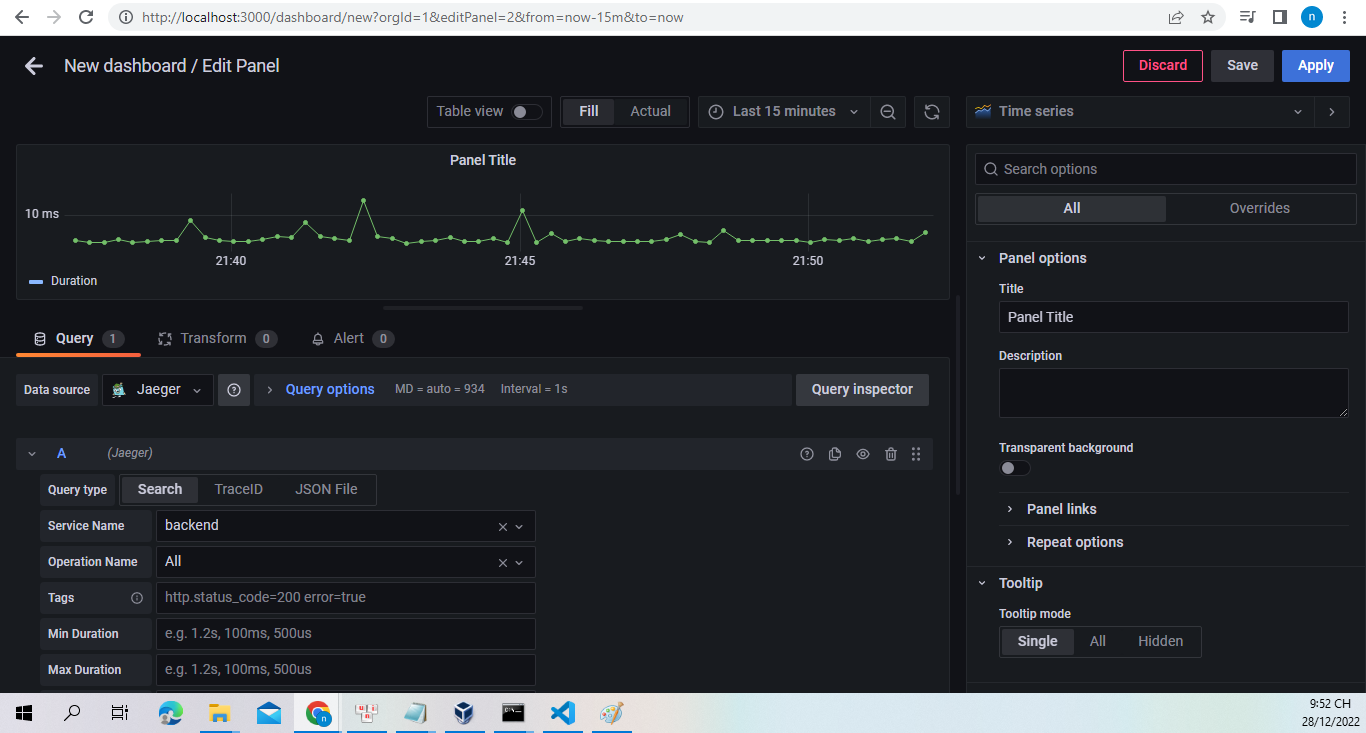 http://localhost:3000/dashboard/new?orgId=1&editPanel=2&from=now-15m&to=now
n
New dashboard / Edit Panel
Discard
Save
Apply
Table view
Fill
Actual
Last 15 minutes
Time series
Panel Title
10 ms
21:40
21:45
21:50
Duration
Search options
All
Overrides
Panel options
Title
Panel Title
Description
Transparent background
Panel links
Repeat options
Tooltip
Tooltip mode
Single
All
Hidden
Query 1
Transform 0
Alert 0
Data source
Jaeger
Query options
MD = auto = 934
Interval = 1s
Query inspector
A
(Jaeger)
Query type
Search
TraceID
JSON File
Service Name
backend
Operation Name
All
Tags
http.status_code=200 error=true
Min Duration
e.g. 1.2s, 100ms, 500us
Max Duration
e.g. 1.2s, 100ms, 500us
n
9:52 CH
28/12/2022